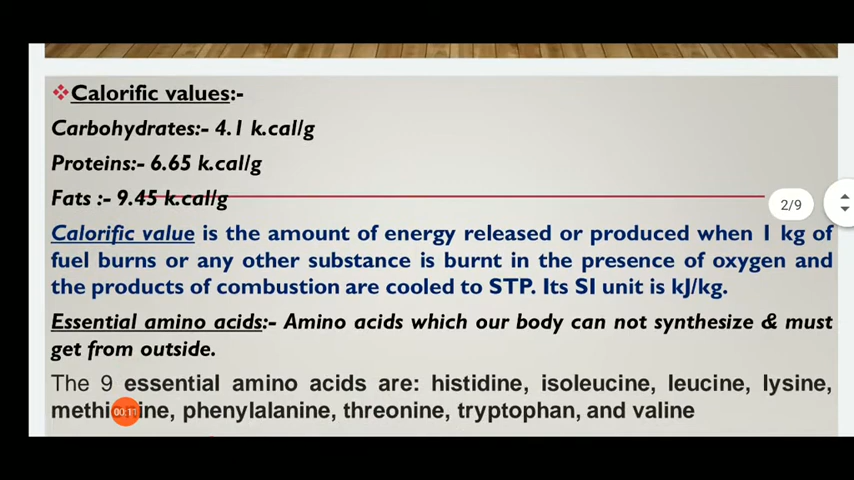 Calorific values:-
Carbohydrates:- 4.1 k.cal/g
Proteins:- 6.65 k.cal/g
Fats :- 9.45 k.cal/g
2/9
Calorific value is the amount of energy released or produced when 1 kg of
fuel burns or any other substance is burnt in the presence of oxygen and
the products of combustion are cooled to STP. Its SI unit is kJ/kg.
Essential amino acids:- Amino acids which our body can not synthesize & must
get from outside.
The 9 essential amino acids are: histidine, isoleucine, leucine, lysine,
methionine, phenylalanine, threonine, tryptophan, and valine
00:11